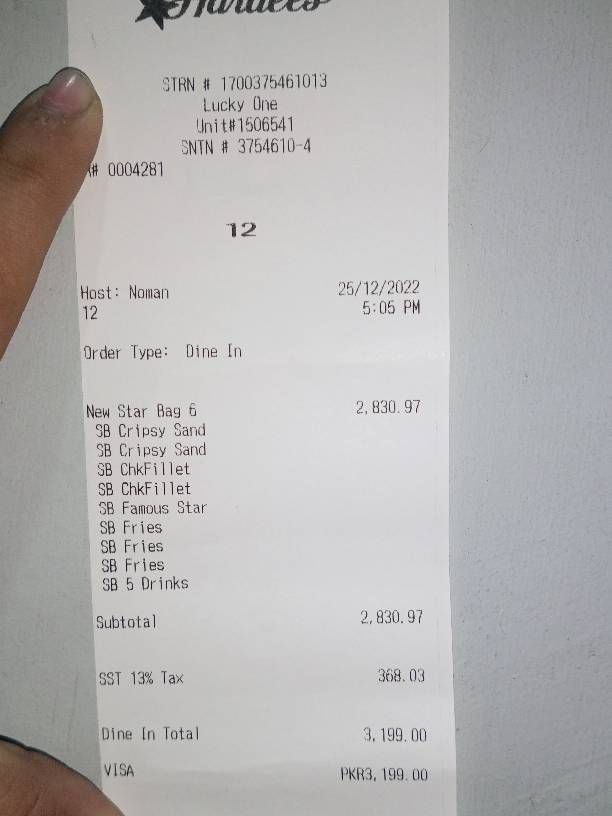 Hardees
STRN # 1700375461013
Lucky One
Unit#1506541
SNTN # 3754610-4
# 0004281
12
Host: Noman 25/12/2022
12 5:05 PM
Order Type: Dine In
New Star Bag 6 2,830.97
SB Cripsy Sand
SB Cripsy Sand
SB ChkFillet
SB ChkFillet
SB Famous Star
SB Fries
SB Fries
SB Fries
SB 5 Drinks
Subtotal 2,830.97
SST 13% Tax 368.03
Dine In Total 3,199.00
VISA PKR3,199.00